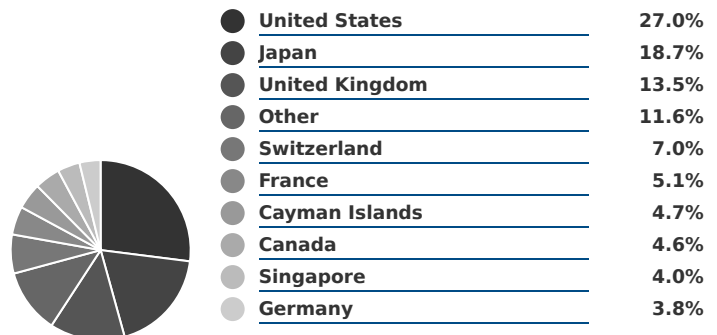 United States 27.0%
Japan 18.7%
United Kingdom 13.5%
Other 11.6%
Switzerland 7.0%
France 5.1%
Cayman Islands 4.7%
Canada 4.6%
Singapore 4.0%
Germany 3.8%